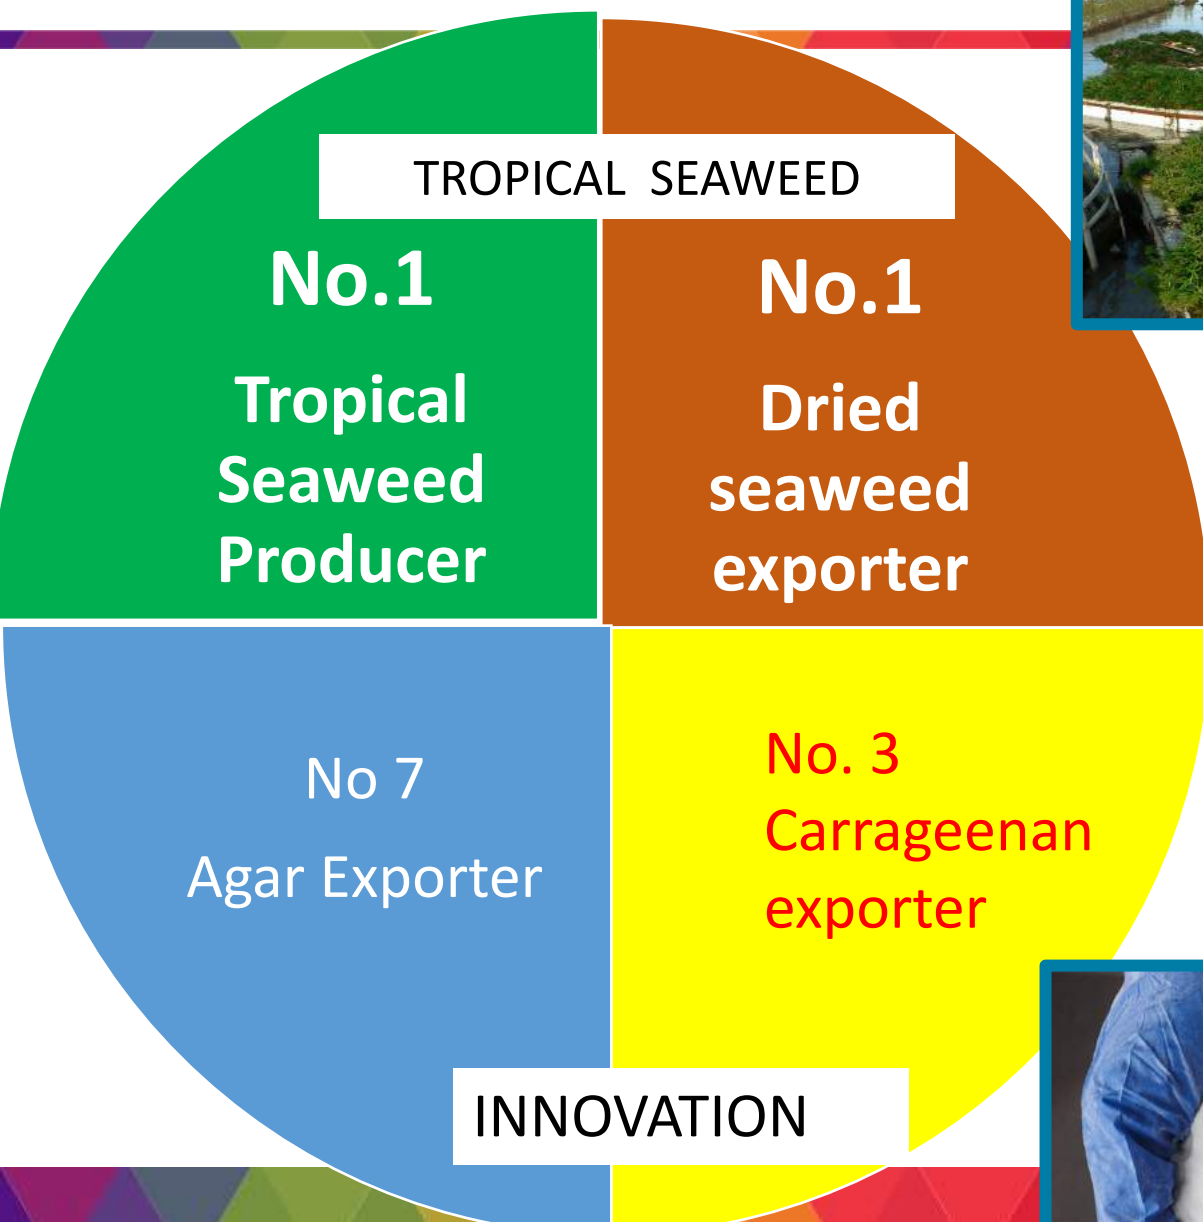 TROPICAL SEAWEED
No.1
Tropical
Seaweed
Producer
No.1
Dried
seaweed
exporter
No 7
Agar Exporter
No. 3
Carrageenan
exporter
INNOVATION